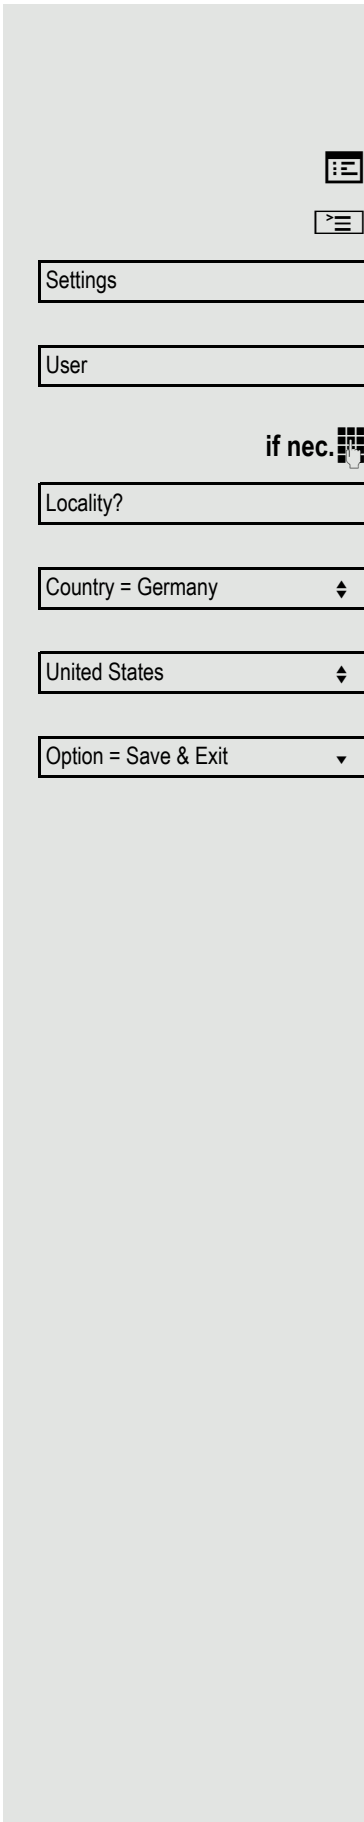 Settings
User
if nec.
Locality?
Country = Germany
United States
Option = Save & Exit